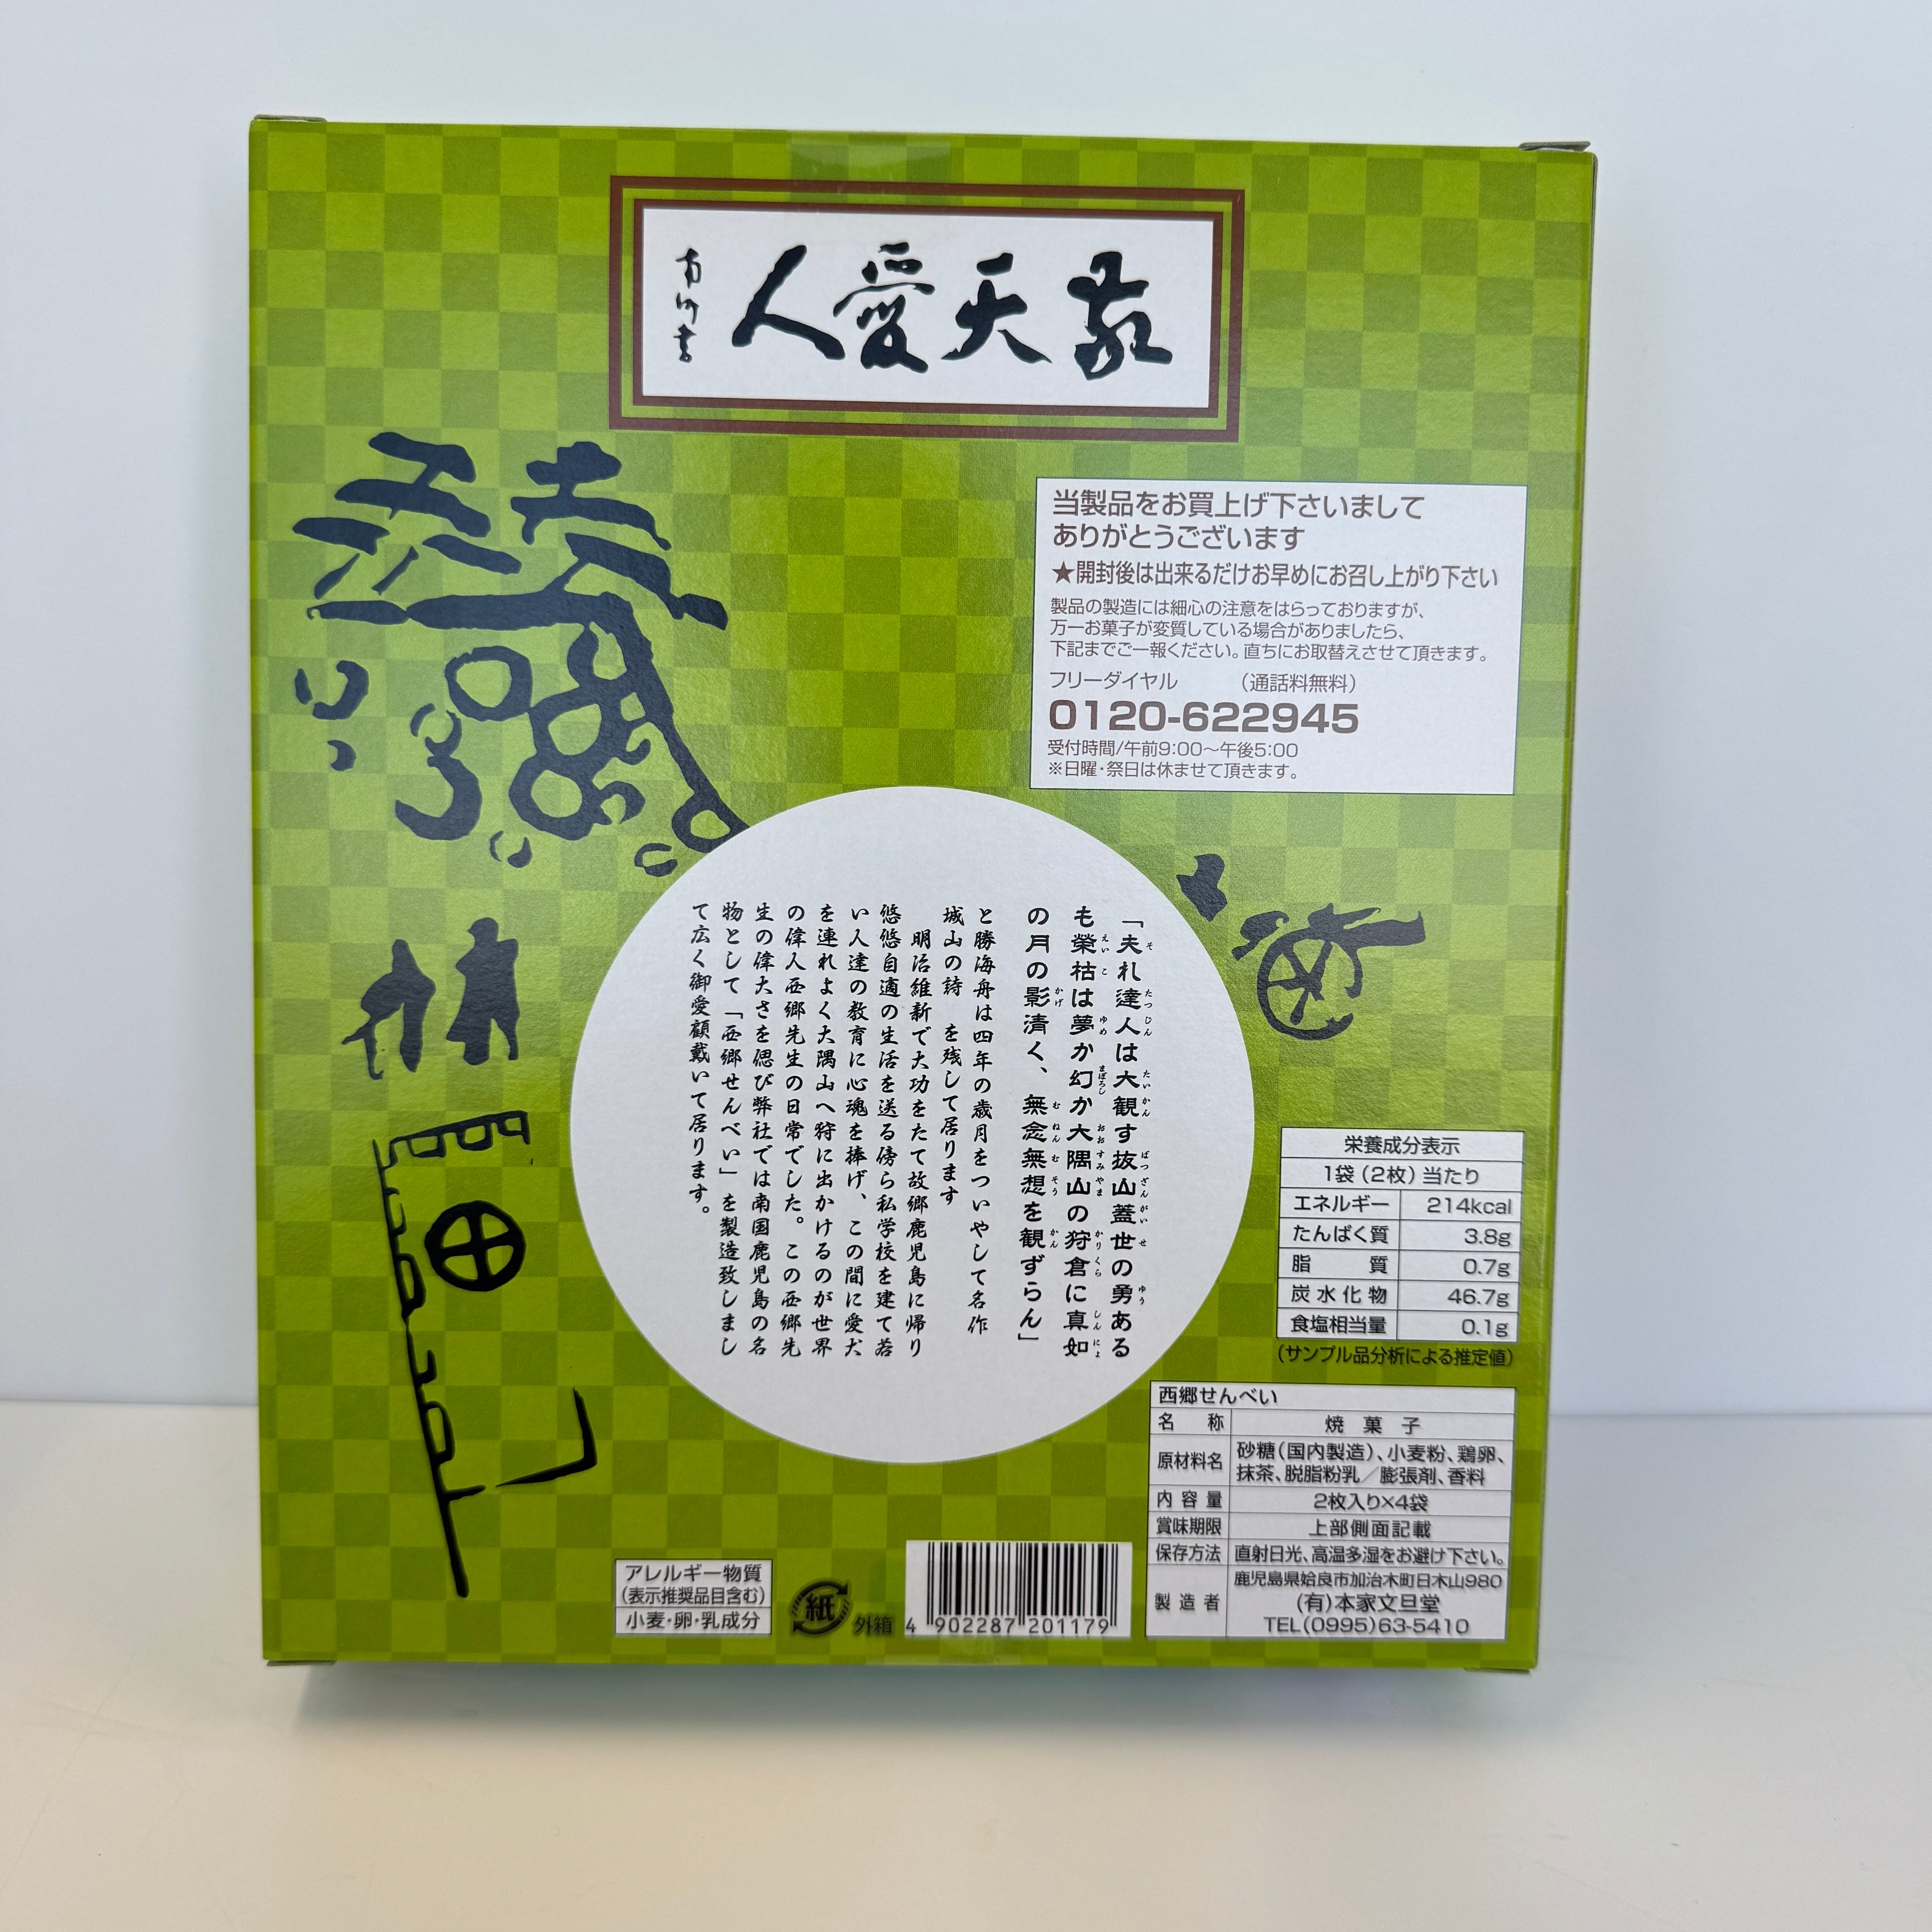 敬天愛人
南洲書
当製品をお買上げ下さいまして
ありがとうございます
★開封後は出来るだけお早めにお召し上がり下さい
製品の製造には細心の注意をはらっておりますが、
万一お菓子が変質している場合がありましたら、
下記までご一報ください。直ちにお取替えさせて頂きます。
フリーダイヤル (通話料無料)
0120-622945
受付時間/午前9:00〜午後5:00
※日曜・祭日は休ませて頂きます。
「夫れ達人は大観す抜山蓋世の勇ある
も榮枯は夢か幻か大隅山の狩倉に真如
の月の影清く、無念無想を観ずらん」
と勝海舟は四年の歳月をついやして名作
城山の詩 を残して居ります
明治維新で大功をたて故郷鹿児島に帰り
悠悠自適の生活を送る傍ら私学校を建て若
い人達の教育に心魂を捧げ、この間に愛犬
を連れよく大隅山へ狩に出かけるのが世界
の偉人西郷先生の日常でした。この西郷先
生の偉大さを偲び弊社では南国鹿児島の名
物として「西郷せんべい」を製造致しまし
て広く御愛顧戴いて居ります。
栄養成分表示
1袋(2枚)当たり
エネルギー 214kcal
たんぱく質 3.8g
脂質 0.7g
炭水化物 46.7g
食塩相当量 0.1g
(サンプル品分析による推定値)
西郷せんべい
名称 焼菓子
原材料名 砂糖(国内製造)、小麦粉、鶏卵、
抹茶、脱脂粉乳/膨張剤、香料
内容量 2枚入り×4袋
賞味期限 上部側面記載
保存方法 直射日光、高温多湿をお避け下さい。
製造者 鹿児島県姶良市加治木町日木山980
(有)本家文旦堂
TEL(0995)63-5410
アレルギー物質
(表示推奨品目含む)
小麦・卵・乳成分
紙
外箱
4 902287 201179